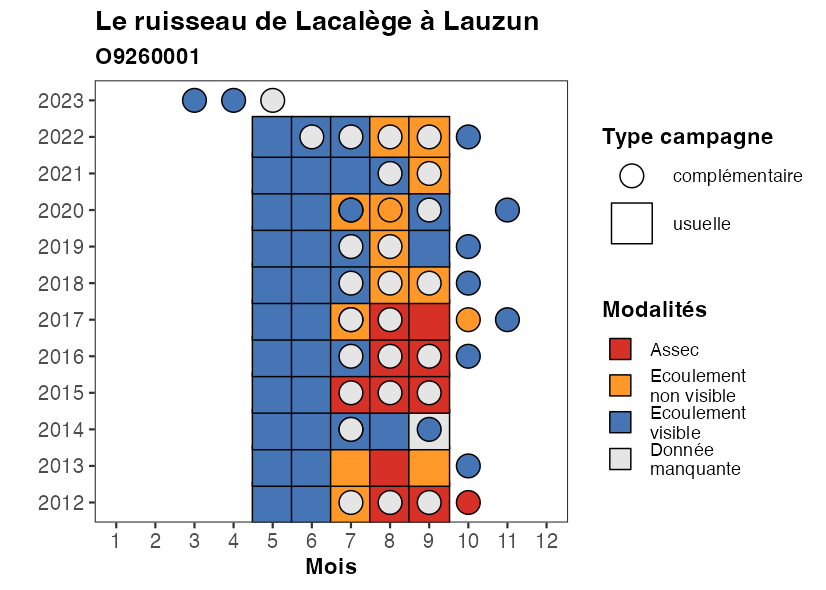 Le ruisseau de Lacalège à Lauzun
O9260001
2023
2022
2021
2020
2019
2018
2017
2016
2015
2014
2013
2012
1 2 3 4 5 6 7 8 9 10 11 12
Mois
Type campagne
complémentaire
usuelle
Modalités
Assec
Ecoulement
non visible
Ecoulement
visible
Donnée
manquante